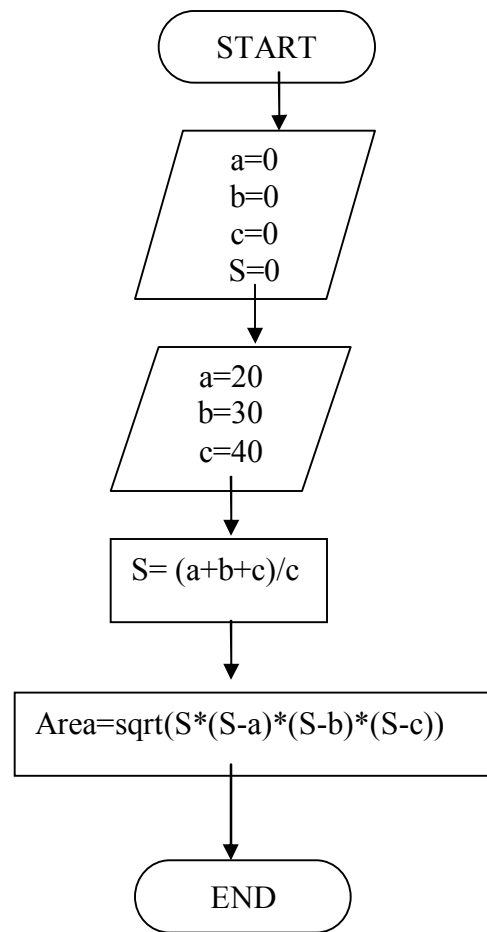 START
a=0
b=0
c=0
S=0
a=20
b=30
c=40
S= (a+b+c)/c
Area=sqrt(S*(S-a)*(S-b)*(S-c))
END